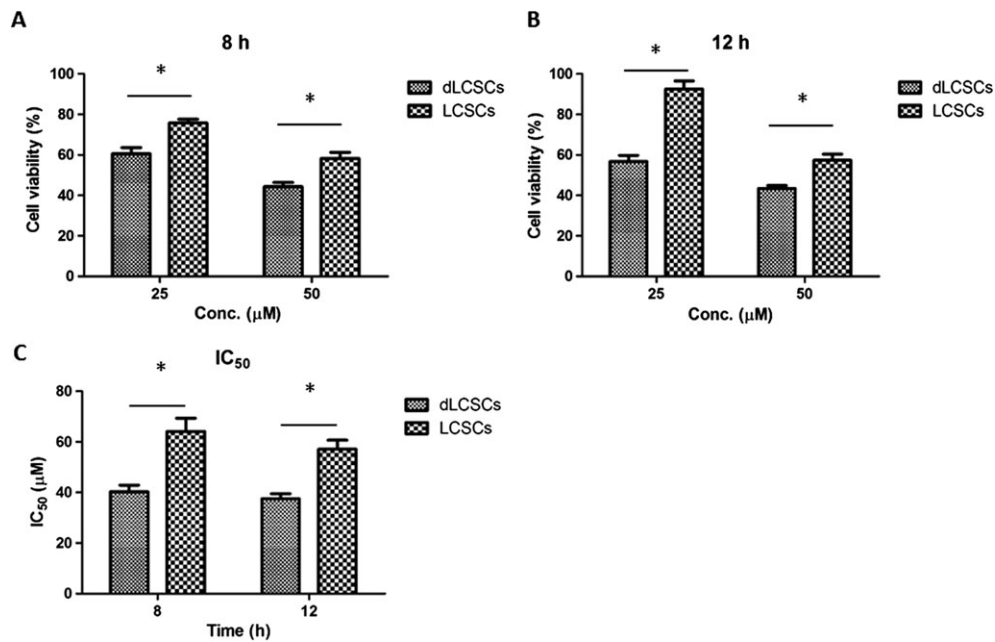 A
8 h
Cell viability (%)
100
80
60
40
20
0
*
*
25
50
Conc. (μM)
dLCSCs
LCSCs
B
12 h
Cell viability (%)
100
80
60
40
20
0
*
*
25
50
Conc. (μM)
dLCSCs
LCSCs
C
IC50
IC50 (μM)
80
60
40
20
0
*
*
8
12
Time (h)
dLCSCs
LCSCs